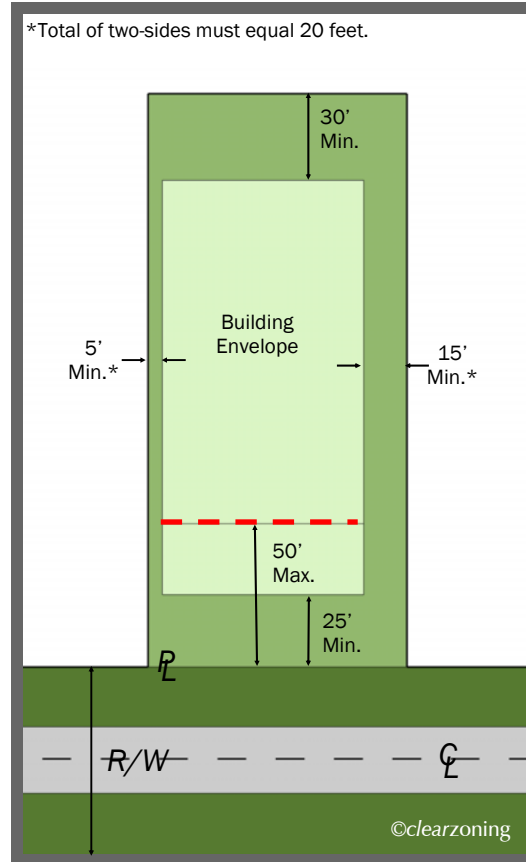 *Total of two-sides must equal 20 feet.
30’
Min.
Building
Envelope
5’
Min.*
15’
Min.*
50’
Max.
25’
Min.
PL
R/W
CL
©clearzoning